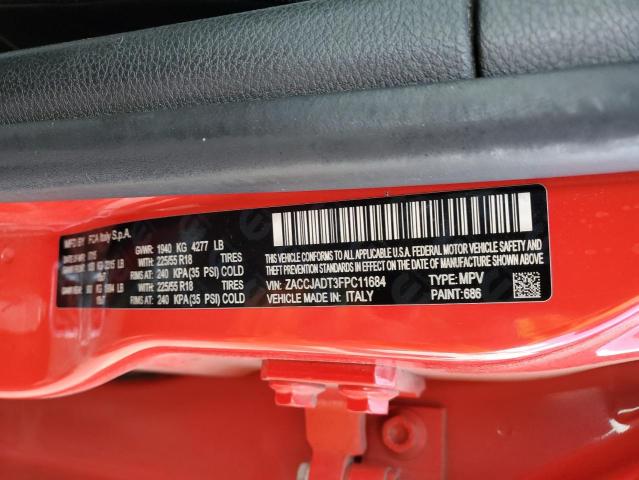 MFD BY FCA Italy S.p.A.
GVWR: 1940 KG 4277 LB
LB 225/55 R18 TIRES
RIMS AT: 240 KPA(35 PSI) COLD
LB 225/55 R18 TIRES
RIMS AT: 240 KPA(35 PSI) COLD
THIS VEHICLE CONFORMS TO ALL APPLICABLE U.S.A. FEDERAL MOTOR VEHICLE SAFETY,
BUMPER, AND THEFT PREVENTION STANDARDS IN EFFECT ON THE DATE OF MANUFACTURE SHOWN ABOVE
VIN: ZACCJADT3FPC11684 TYPE: MPV
VEHICLE MADE IN: ITALY PAINT: 686